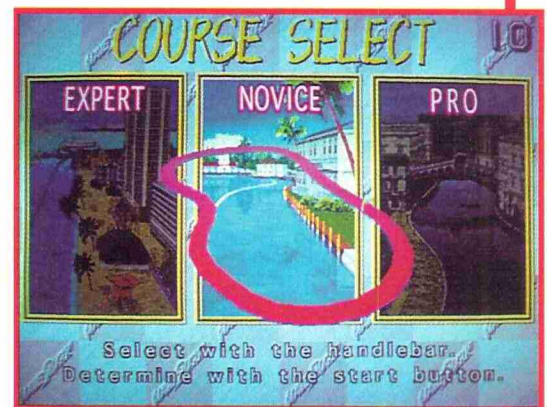 COURSE SELECT 10
EXPERT NOVICE PRO
Select with the handlebar.
Determine with the start button.